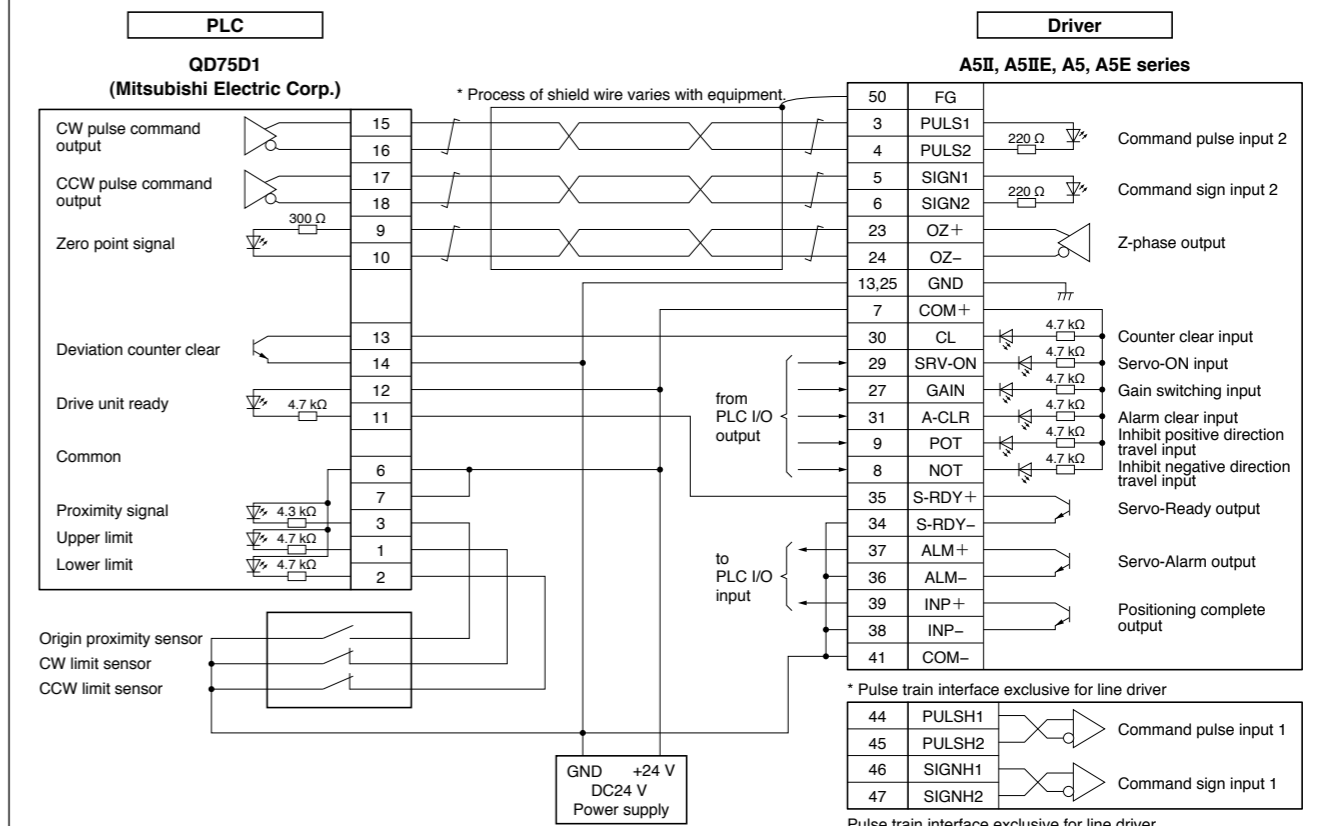 PLC
Driver
QD75D1
(Mitsubishi Electric Corp.)
A5II, A5IIE, A5, A5E series
* Process of shield wire varies with equipment.
CW pulse command
output
15
16
CCW pulse command
output
17
18
Zero point signal
300 Ω
9
10
Deviation counter clear
13
14
Drive unit ready
4.7 kΩ
12
11
Common
6
7
Proximity signal
4.3 kΩ
3
Upper limit
4.7 kΩ
1
Lower limit
4.7 kΩ
2
Origin proximity sensor
CW limit sensor
CCW limit sensor
GND +24 V
DC24 V
Power supply
from
PLC I/O
output
to
PLC I/O
input
50 FG
3 PULS1
4 PULS2
220 Ω
Command pulse input 2
5 SIGN1
6 SIGN2
220 Ω
Command sign input 2
23 OZ+
24 OZ−
Z-phase output
13,25 GND
7 COM+
30 CL 4.7 kΩ Counter clear input
29 SRV-ON 4.7 kΩ Servo-ON input
27 GAIN 4.7 kΩ Gain switching input
31 A-CLR 4.7 kΩ Alarm clear input
9 POT 4.7 kΩ Inhibit positive direction
travel input
8 NOT 4.7 kΩ Inhibit negative direction
travel input
35 S-RDY+
34 S-RDY−
Servo-Ready output
37 ALM+
36 ALM−
Servo-Alarm output
39 INP+
38 INP−
Positioning complete
output
41 COM−
* Pulse train interface exclusive for line driver
44 PULSH1
45 PULSH2
Command pulse input 1
46 SIGNH1
47 SIGNH2
Command sign input 1
Pulse train interface exclusive for line driver